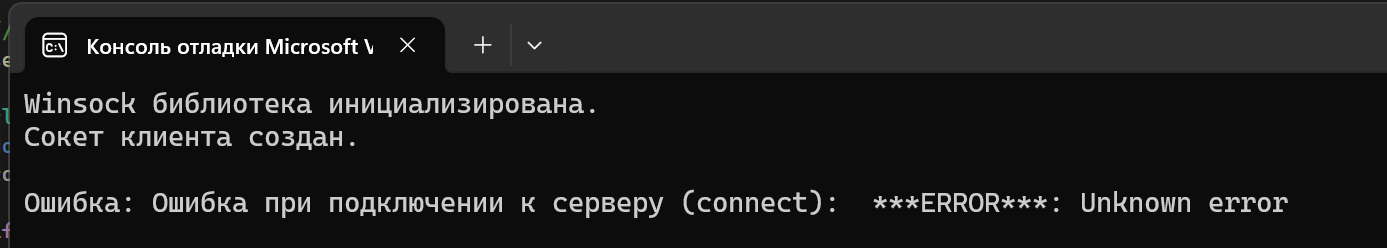 Консоль отладки Microsoft V
Winsock библиотека инициализирована.
Сокет клиента создан.
Ошибка: Ошибка при подключении к серверу (connect):  ***ERROR***: Unknown error